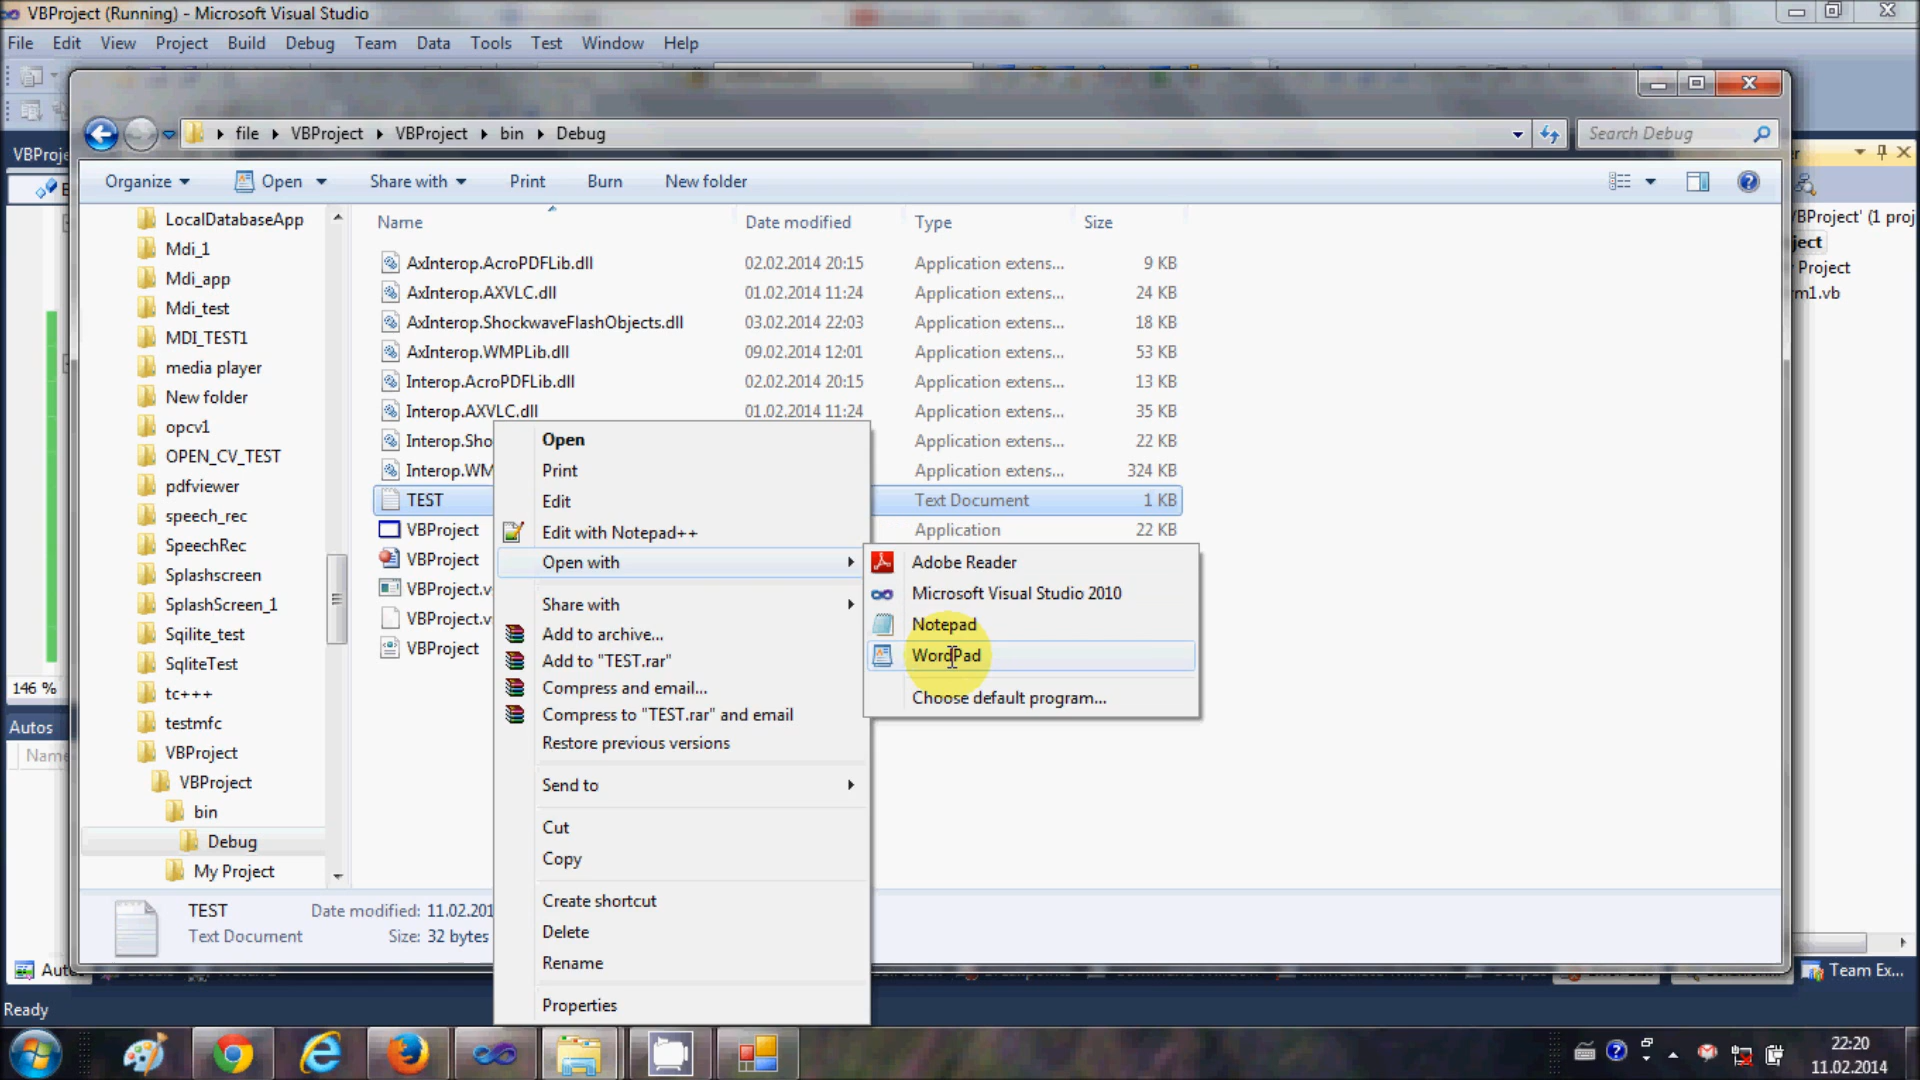 VBProject (Running) - Microsoft Visual Studio
File Edit View Project Build Debug Team Data Tools Test Window Help
file VBProject VBProject bin Debug
Search Debug
Organize Open Share with Print Burn New folder
Name Date modified Type Size
LocalDatabaseApp
Mdi_1
Mdi_app
Mdi_test
MDI_TEST1
media player
New folder
opcv1
OPEN_CV_TEST
pdfviewer
speech_rec
SpeechRec
Splashscreen
SplashScreen_1
Sqilite_test
SqliteTest
tc+++
testmfc
VBProject
VBProject
bin
Debug
My Project
AxInterop.AcroPDFLib.dll 02.02.2014 20:15 Application extens... 9 KB
AxInterop.AXVLC.dll 01.02.2014 11:24 Application extens... 24 KB
AxInterop.ShockwaveFlashObjects.dll 03.02.2014 22:03 Application extens... 18 KB
AxInterop.WMPLib.dll 09.02.2014 12:01 Application extens... 53 KB
Interop.AcroPDFLib.dll 02.02.2014 20:15 Application extens... 13 KB
Interop.AXVLC.dll 01.02.2014 11:24 Application extens... 35 KB
Interop.Sho Application extens... 22 KB
Interop.WM Application extens... 324 KB
TEST Text Document 1 KB
VBProject Application 22 KB
VBProject
VBProject.v
VBProject.v
VBProject
Open
Print
Edit
Edit with Notepad++
Open with
Share with
Add to archive...
Add to "TEST.rar"
Compress and email...
Compress to "TEST.rar" and email
Restore previous versions
Send to
Cut
Copy
Create shortcut
Delete
Rename
Properties
Adobe Reader
Microsoft Visual Studio 2010
Notepad
WordPad
Choose default program...
TEST Date modified: 11.02.201
Text Document Size: 32 bytes
VBProje
146 %
Autos
Name
VBProject' (1 proj
ject
Project
rm1.vb
Auto
Team Ex...
Ready
22:20
11.02.2014